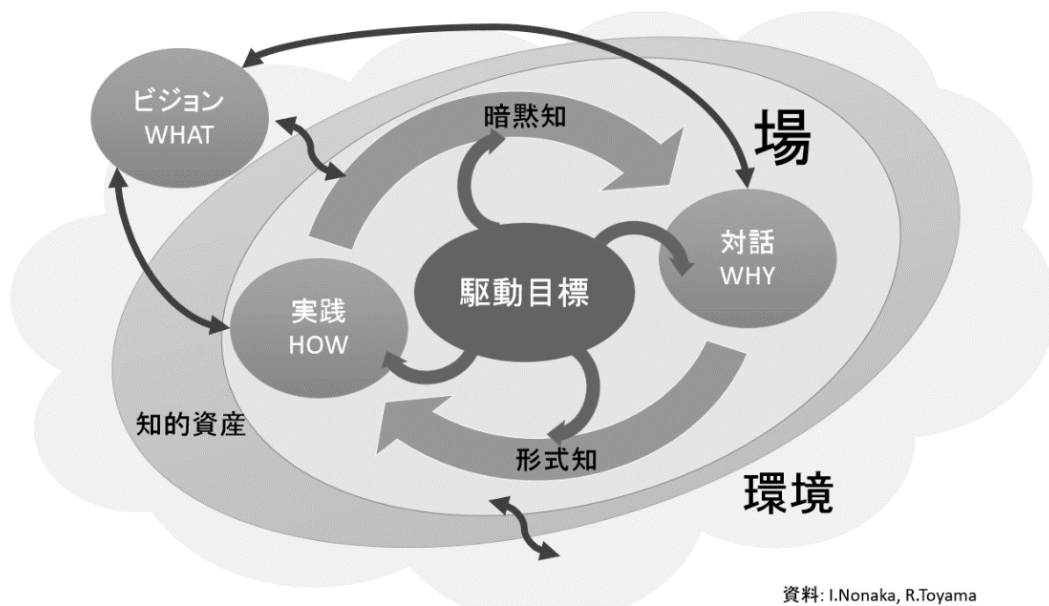 ビジョン
WHAT
暗黙知
場
対話
WHY
駆動目標
実践
HOW
知的資産
形式知
環境
資料: I.Nonaka, R.Toyama